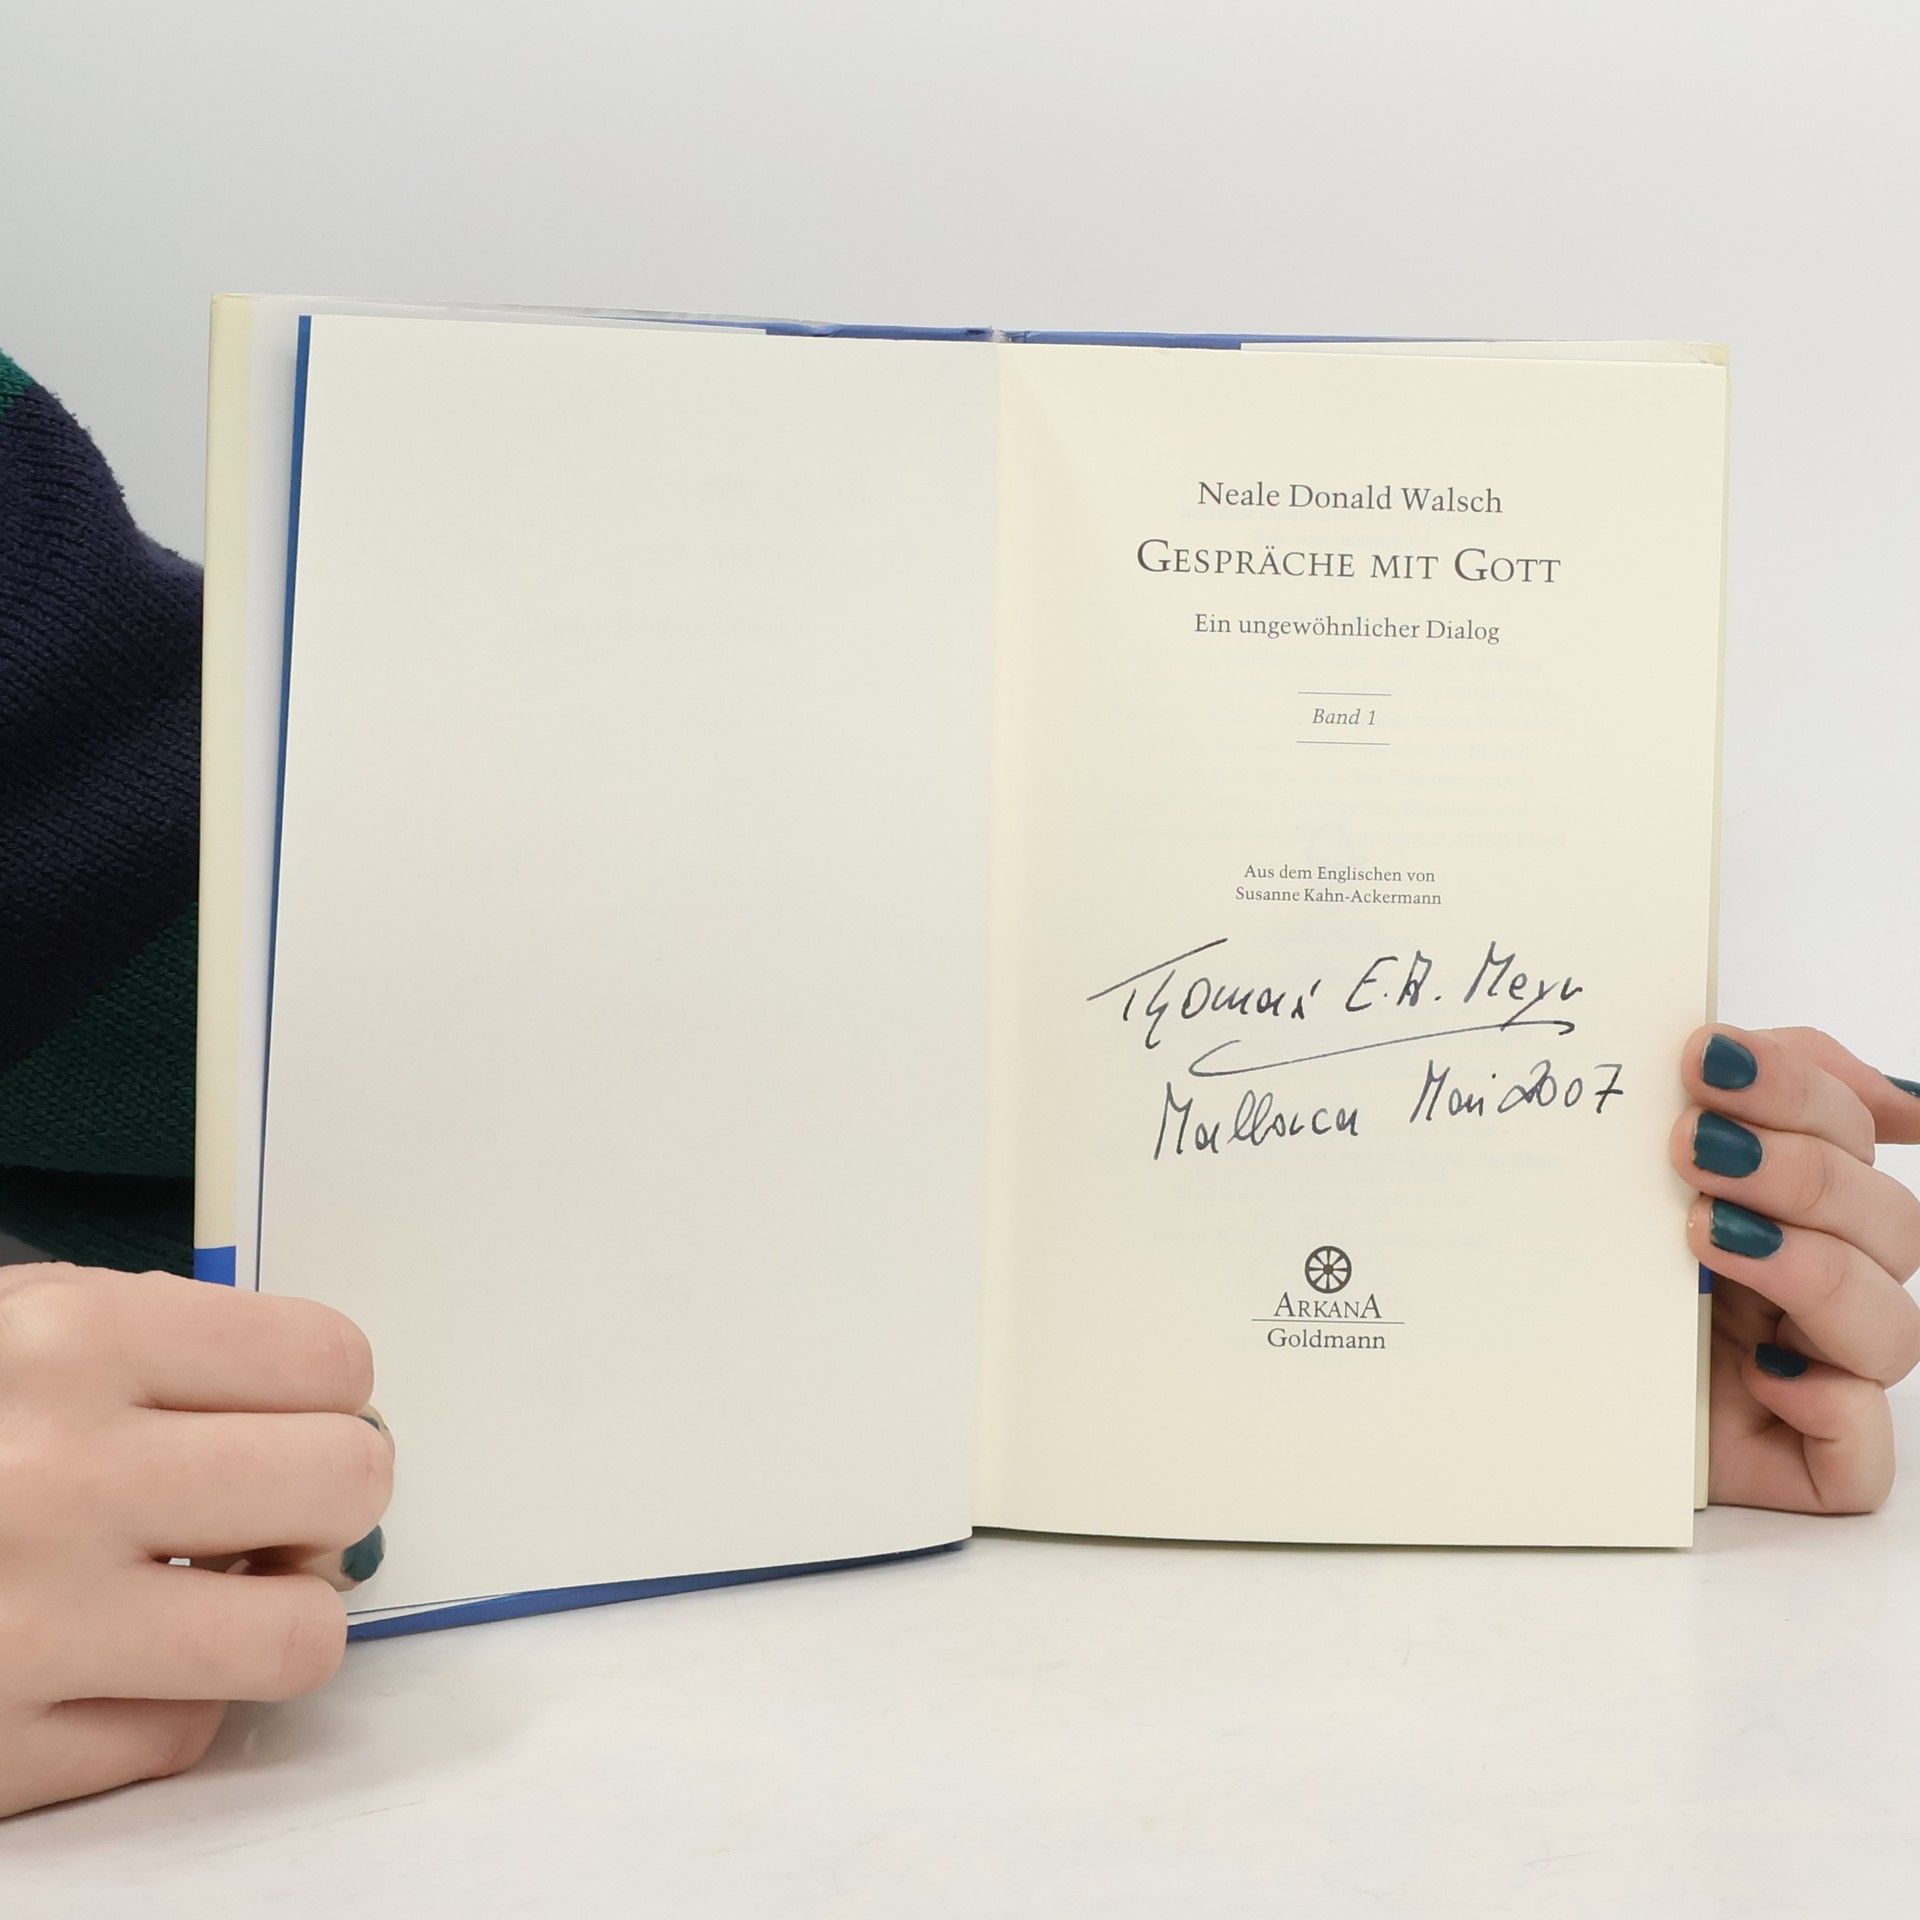 Neale Donald Walsch
GESPRÄCHE MIT GOTT
Ein ungewöhnlicher Dialog
Band 1
Aus dem Englischen von
Susanne Kahn-Ackermann
Thomas E.A.
Mallorca Mai 2007
ARKANA
Goldmann